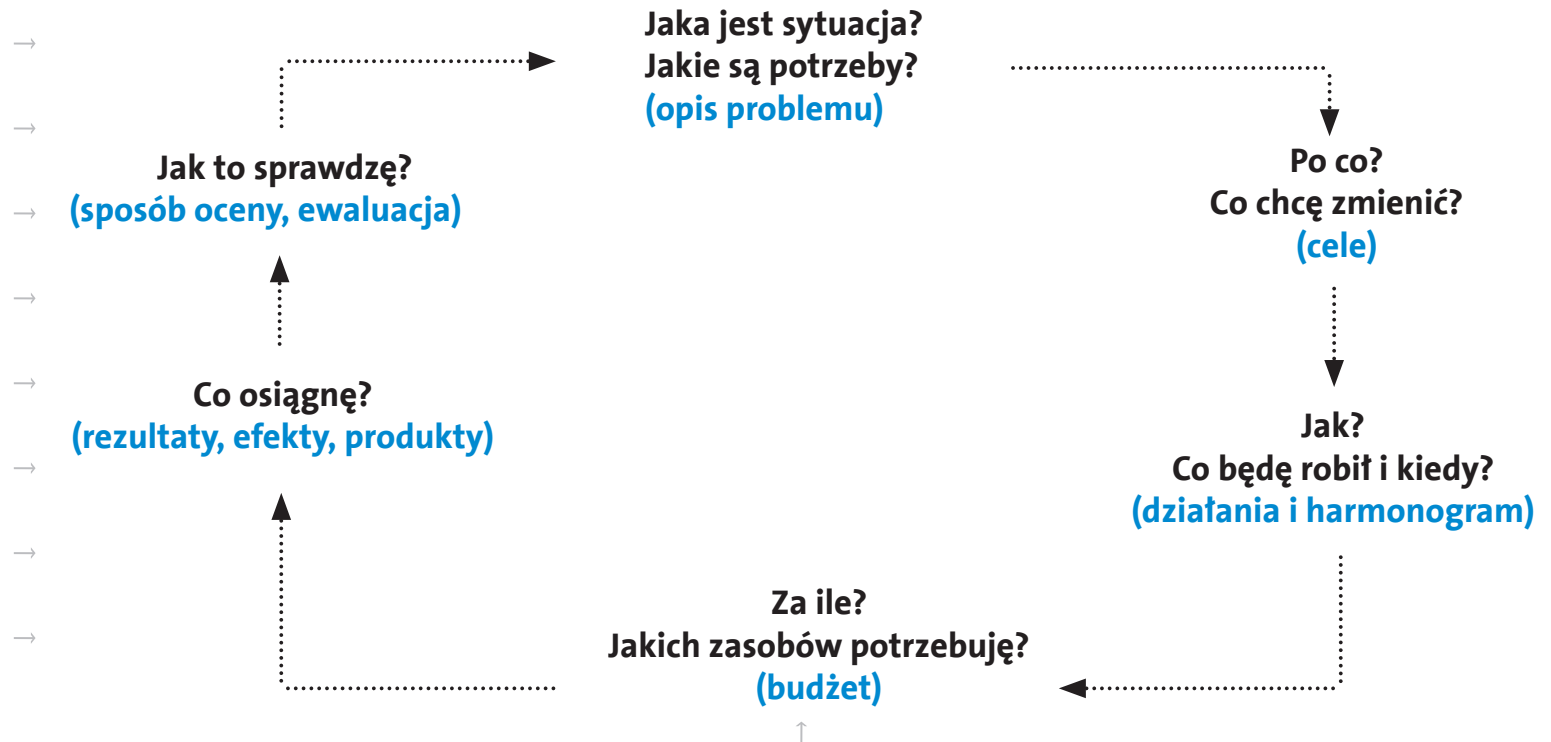 Jaka jest sytuacja?
Jakie są potrzeby?
(opis problemu)
Po co?
Co chcę zmienić?
(cele)
Jak?
Co będę robił i kiedy?
(działania i harmonogram)
Za ile?
Jakich zasobów potrzebuję?
(budżet)
Co osiągnę?
(rezultaty, efekty, produkty)
Jak to sprawdzę?
(sposób oceny, ewaluacja)